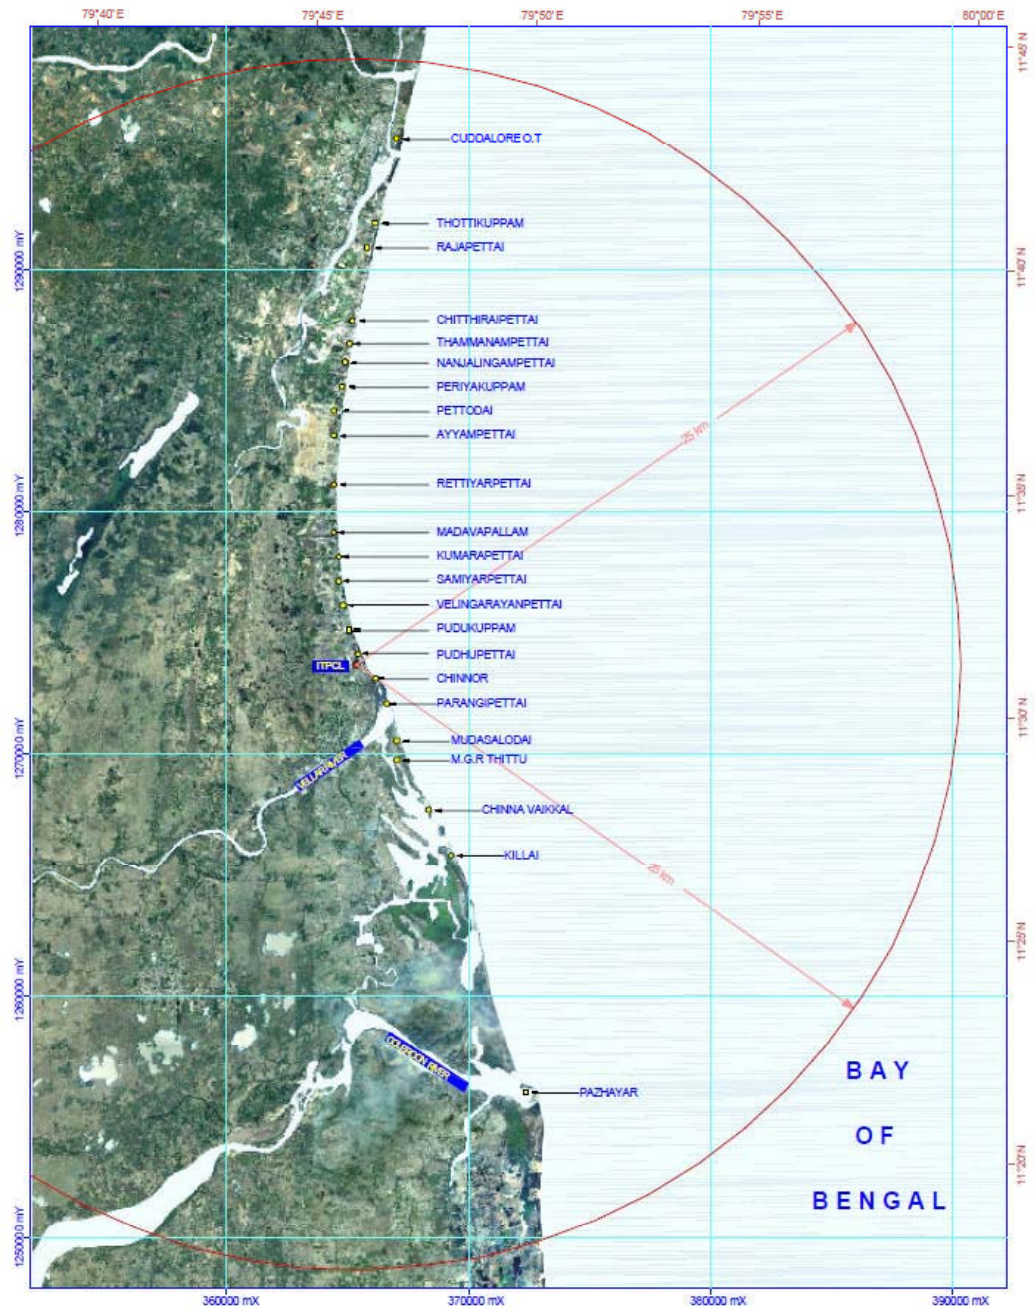 79°40' E
79°45' E
79°50' E
79°55' E
80°00' E
11°45' N
CUDDALORE O.T
THOTTIKUPPAM
RAJAPETTAI
1290000 mY
11°40' N
CHITTHIRAIPETTAI
THAMMANAMPETTAI
NANJALINGAMPETTAI
PERIYAKUPPAM
PETTODAI
25 km
AYYAMPETTAI
RETTIYARPETTAI
11°35' N
1280000 mY
MADAVAPALLAM
KUMARAPETTAI
SAMIYARPETTAI
VELINGARAYANPETTAI
PUDUKUPPAM
PUDHUPETTAI
ITPCL
CHINNOR
PARANGIPETTAI
11°30' N
MUDASALODAI
1270000 mY
M.G.R THITTU
VELLAR RIVER
CHINNA VAIKKAL
KILLAI
25 km
11°25' N
1260000 mY
RIVER
BAY
PAZHAYAR
OF
11°20' N
BENGAL
1250000 mY
360000 mX
370000 mX
380000 mX
390000 mX